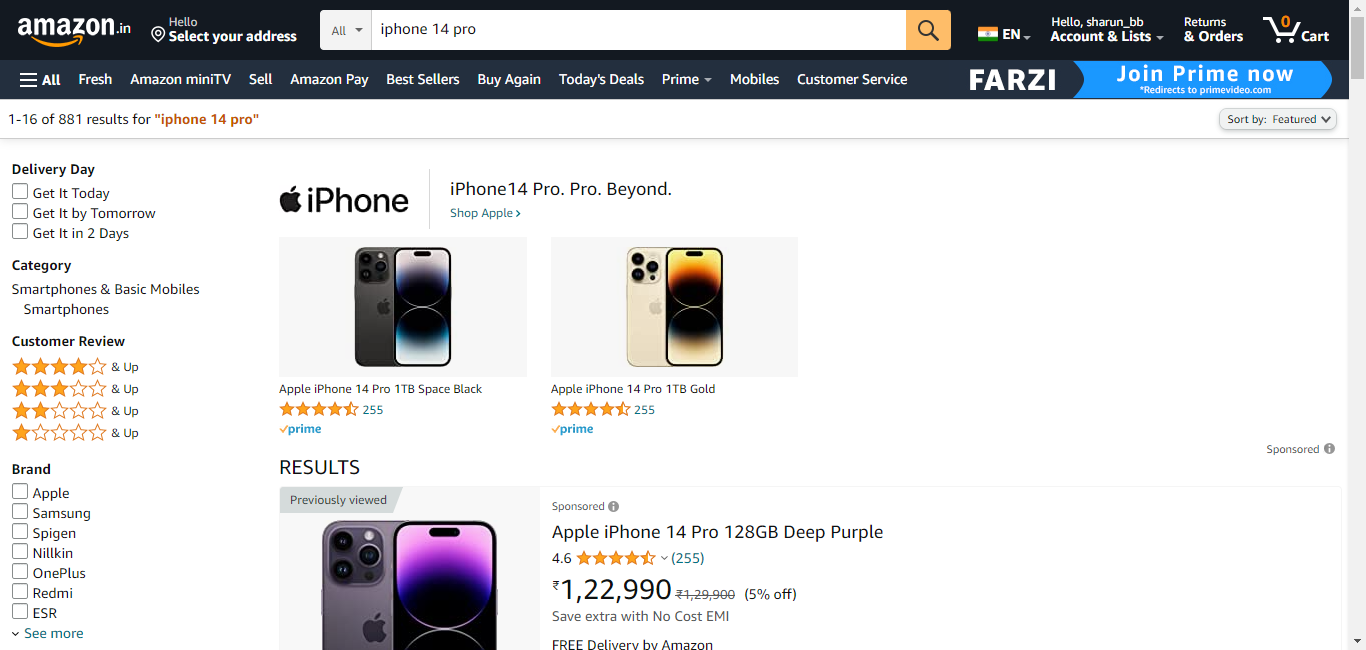 amazon.in
Hello
Select your address
All
iphone 14 pro
EN
Hello, sharun_bb
Account & Lists
Returns
& Orders
0
Cart
All
Fresh
Amazon miniTV
Sell
Amazon Pay
Best Sellers
Buy Again
Today's Deals
Prime
Mobiles
Customer Service
FARZI
Join Prime now
*Redirects to primevideo.com
1-16 of 881 results for "iphone 14 pro"
Sort by: Featured
Delivery Day
Get It Today
Get It by Tomorrow
Get It in 2 Days
Category
Smartphones & Basic Mobiles
Smartphones
Customer Review
& Up
& Up
& Up
& Up
Brand
Apple
Samsung
Spigen
Nillkin
OnePlus
Redmi
ESR
See more
iPhone
iPhone14 Pro. Pro. Beyond.
Shop Apple ›
Apple iPhone 14 Pro 1TB Space Black
255
prime
Apple iPhone 14 Pro 1TB Gold
255
prime
Sponsored
RESULTS
Previously viewed
Sponsored
Apple iPhone 14 Pro 128GB Deep Purple
4.6 (255)
₹1,22,990 ₹1,29,900 (5% off)
Save extra with No Cost EMI
FREE Delivery by Amazon